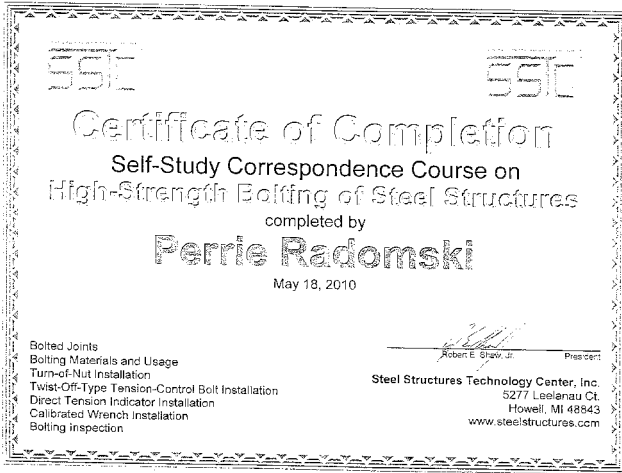 SSTC
SSTC
Certificate of Completion
Self-Study Correspondence Course on
High-Strength Bolting of Steel Structures
completed by
Perrie Radomski
May 18, 2010
Bolted Joints
Bolting Materials and Usage
Turn-of-Nut Installation
Twist-Off-Type Tension-Control Bolt Installation
Direct Tension Indicator Installation
Calibrated Wrench Installation
Bolting Inspection
Robert E. Shaw, Jr. President
Steel Structures Technology Center, Inc.
5277 Leelanau Ct.
Howell, MI 48843
www.steelstructures.com